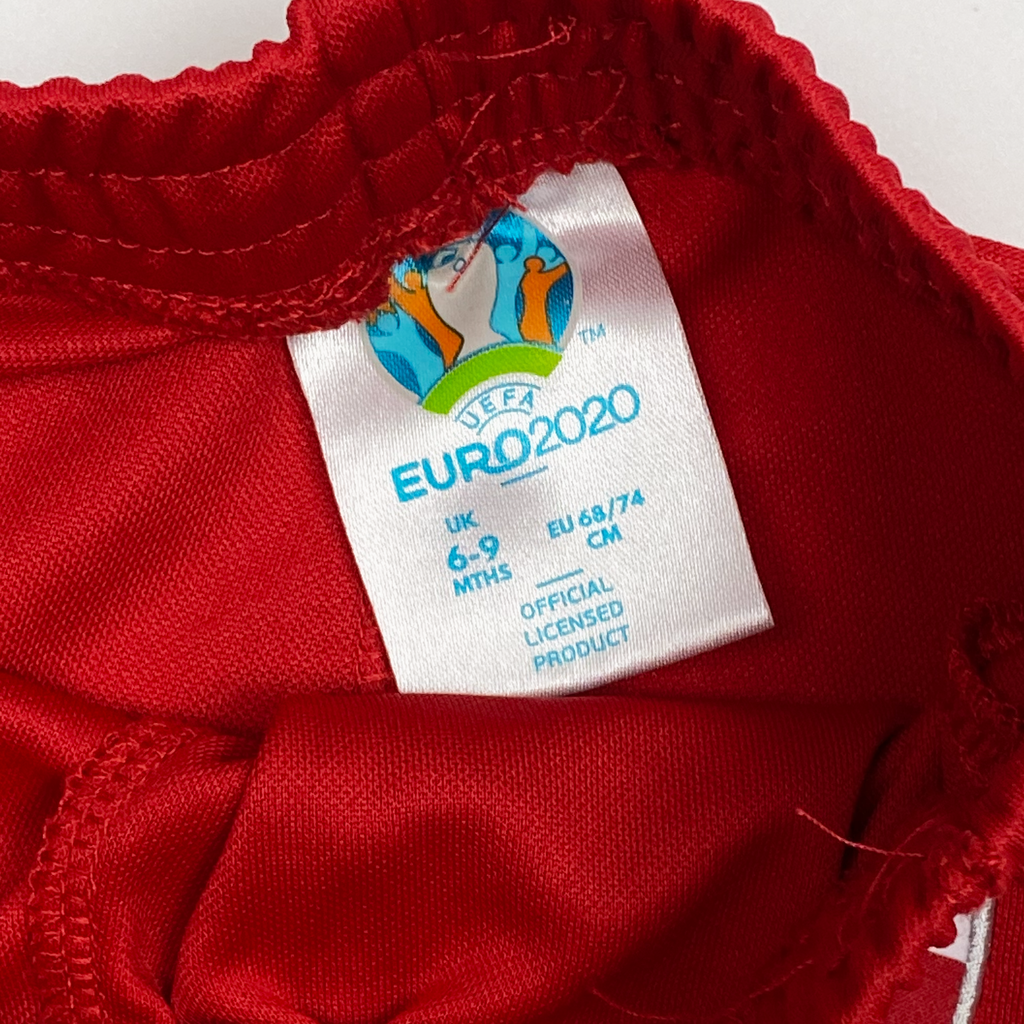 TM
UEFA
EURO2020
UK
6-9
MTHS
EU 68/74
CM
OFFICIAL
LICENSED
PRODUCT